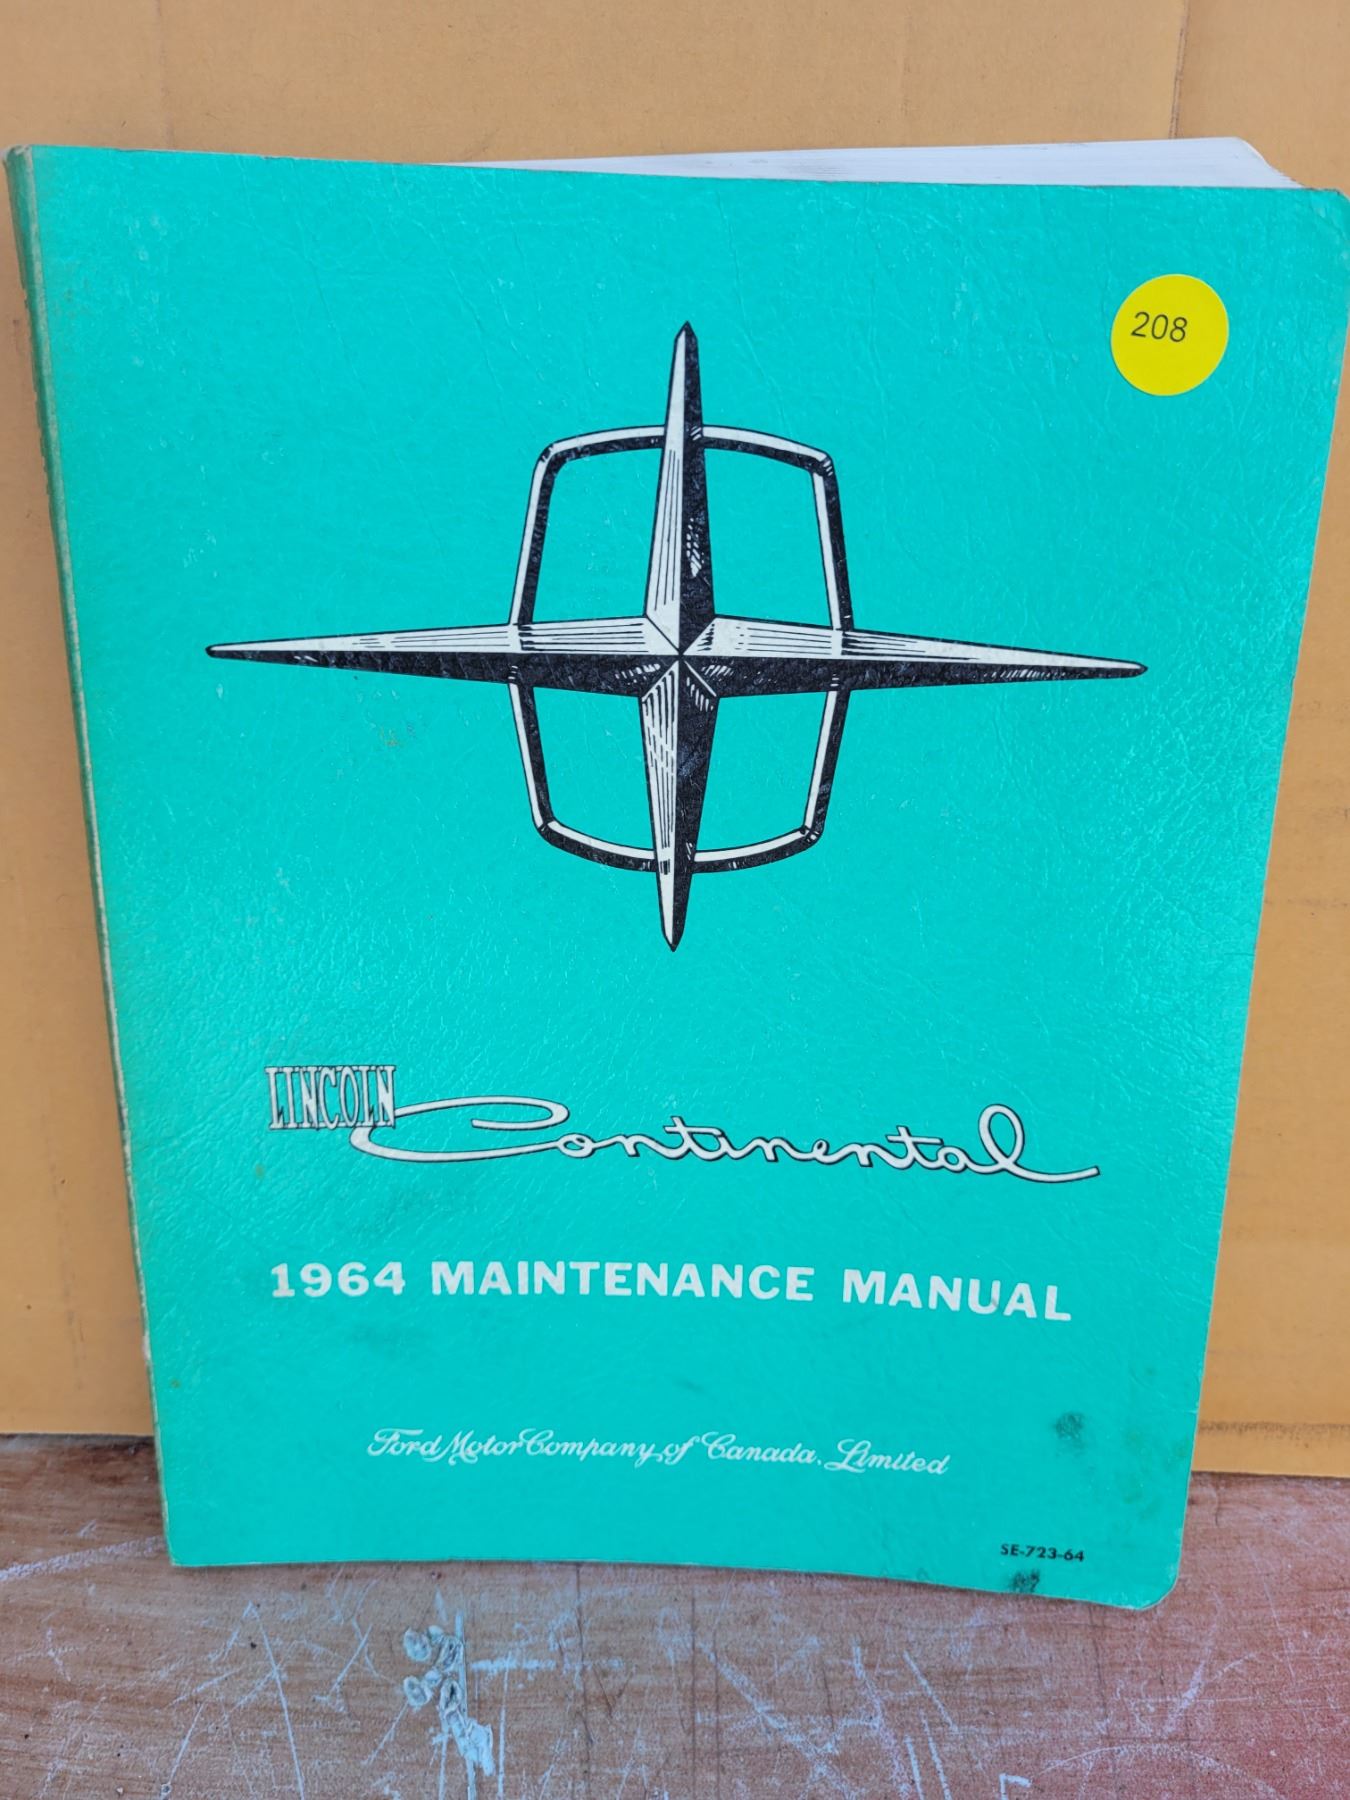 208
LINCOLN Continental
1964 MAINTENANCE MANUAL
Ford Motor Company of Canada, Limited
SE-723-64